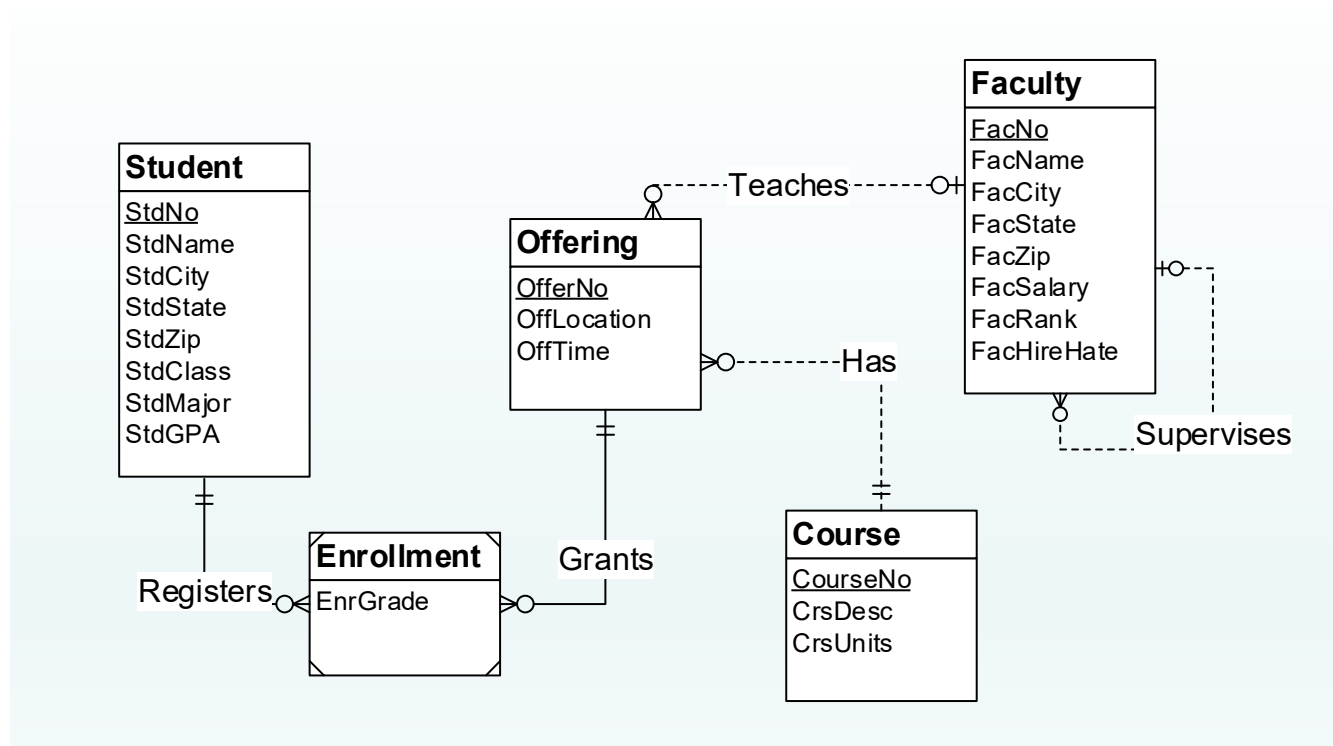 Student
StdNo
StdName
StdCity
StdState
StdZip
StdClass
StdMajor
StdGPA
Registers
Enrollment
EnrGrade
Grants
Offering
OfferNo
OffLocation
OffTime
Teaches
Has
Course
CourseNo
CrsDesc
CrsUnits
Faculty
FacNo
FacName
FacCity
FacState
FacZip
FacSalary
FacRank
FacHireHate
Supervises